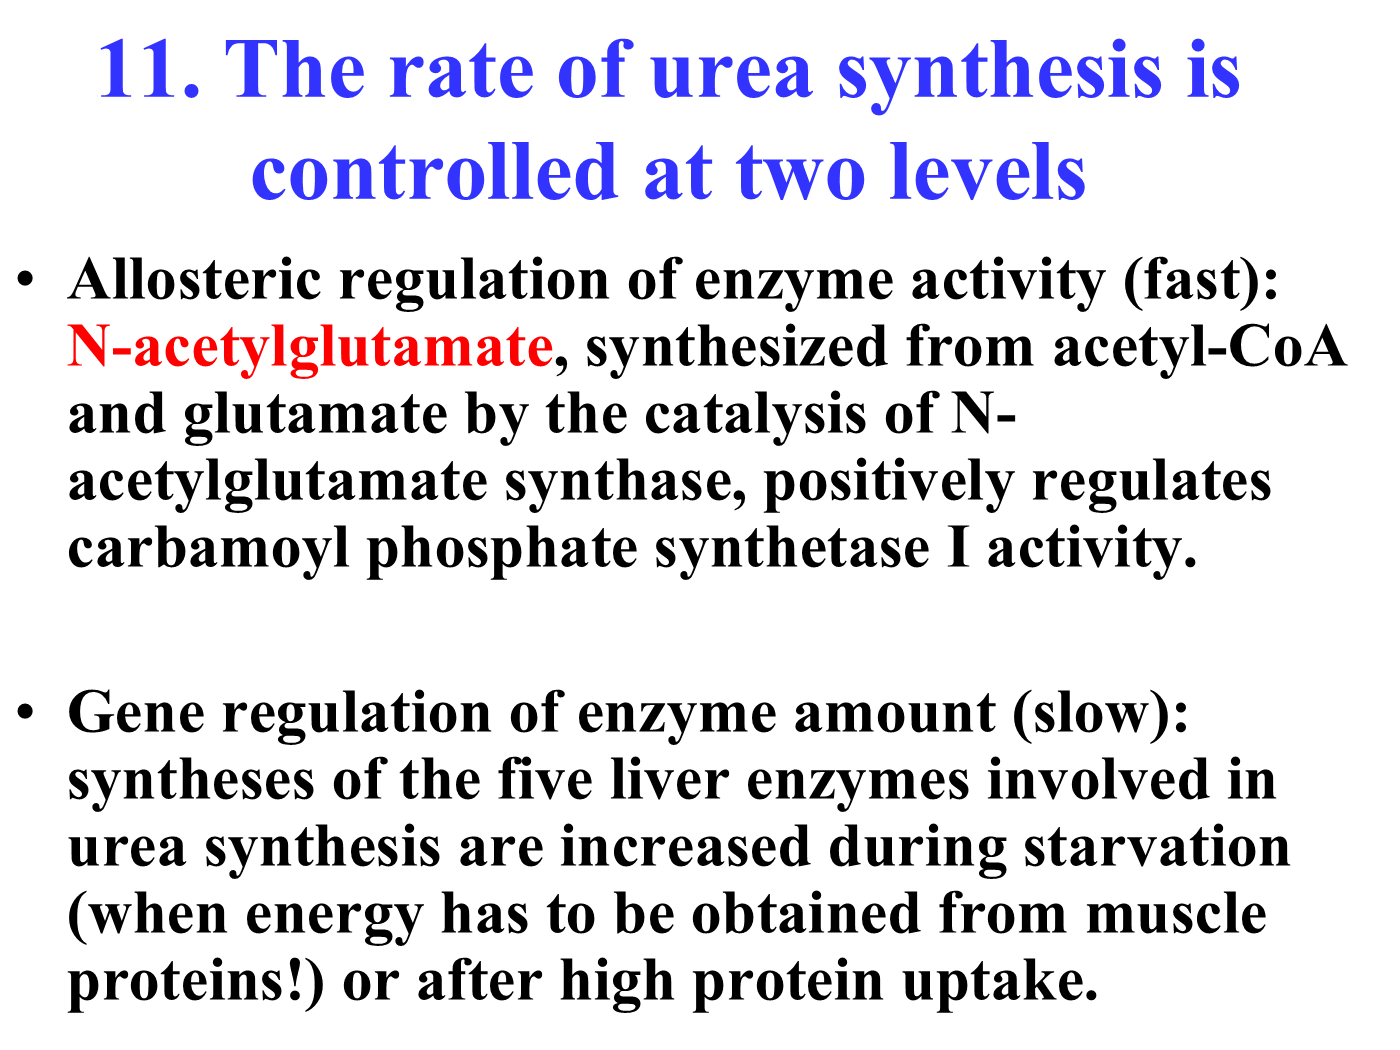 11. The rate of urea synthesis is
controlled at two levels
• Allosteric regulation of enzyme activity (fast):
N-acetylglutamate, synthesized from acetyl-CoA
and glutamate by the catalysis of N-
acetylglutamate synthase, positively regulates
carbamoyl phosphate synthetase I activity.
• Gene regulation of enzyme amount (slow):
syntheses of the five liver enzymes involved in
urea synthesis are increased during starvation
(when energy has to be obtained from muscle
proteins!) or after high protein uptake.